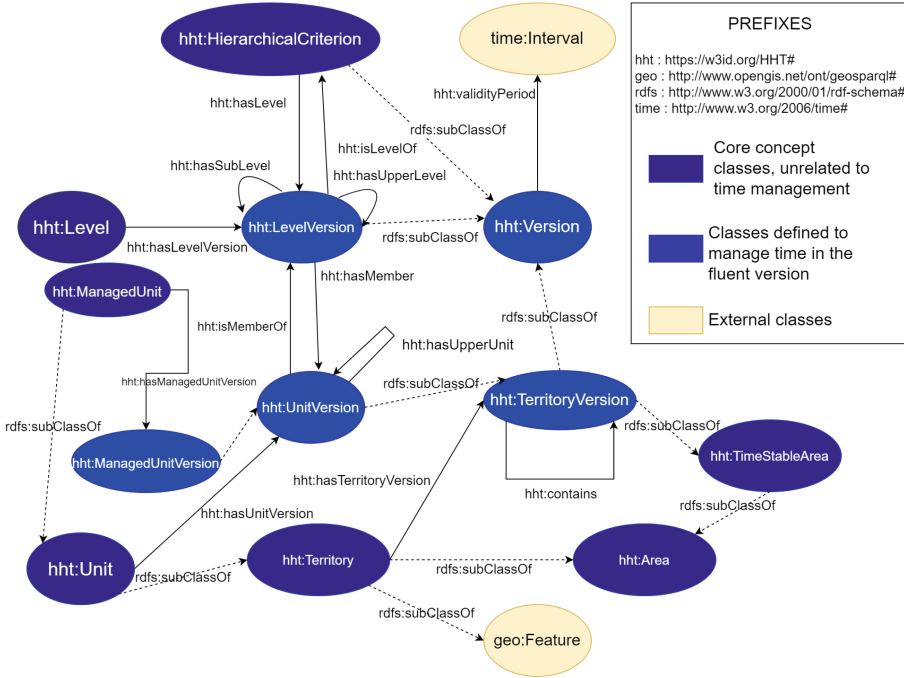 hht:HierarchicalCriterion
time:Interval
PREFIXES
hht : https://w3id.org/HHT#
geo : http://www.opengis.net/ont/geosparql#
rdfs : http://www.w3.org/2000/01/rdf-schema#
time : http://www.w3.org/2006/time#
hht:hasLevel
hht:validityPeriod
rdfs:subClassOf
hht:isLevelOf
hht:hasSubLevel
hht:hasUpperLevel
Core concept
classes, unrelated to
time management
hht:Level
hht:LevelVersion
hht:Version
hht:hasLevelVersion
rdfs:subClassOf
Classes defined to
manage time in the
fluent version
hht:hasMember
hht:ManagedUnit
hht:isMemberOf
rdfs:subClassOf
External classes
hht:hasUpperUnit
hht:hasManagedUnitVersion
rdfs:subClassOf
hht:UnitVersion
hht:TerritoryVersion
rdfs:subClassOf
rdfs:subClassOf
hht:ManagedUnitVersion
hht:TimeStableArea
hht:hasTerritoryVersion
hht:contains
rdfs:subClassOf
hht:hasUnitVersion
hht:Unit
rdfs:subClassOf
hht:Territory
rdfs:subClassOf
hht:Area
rdfs:subClassOf
geo:Feature